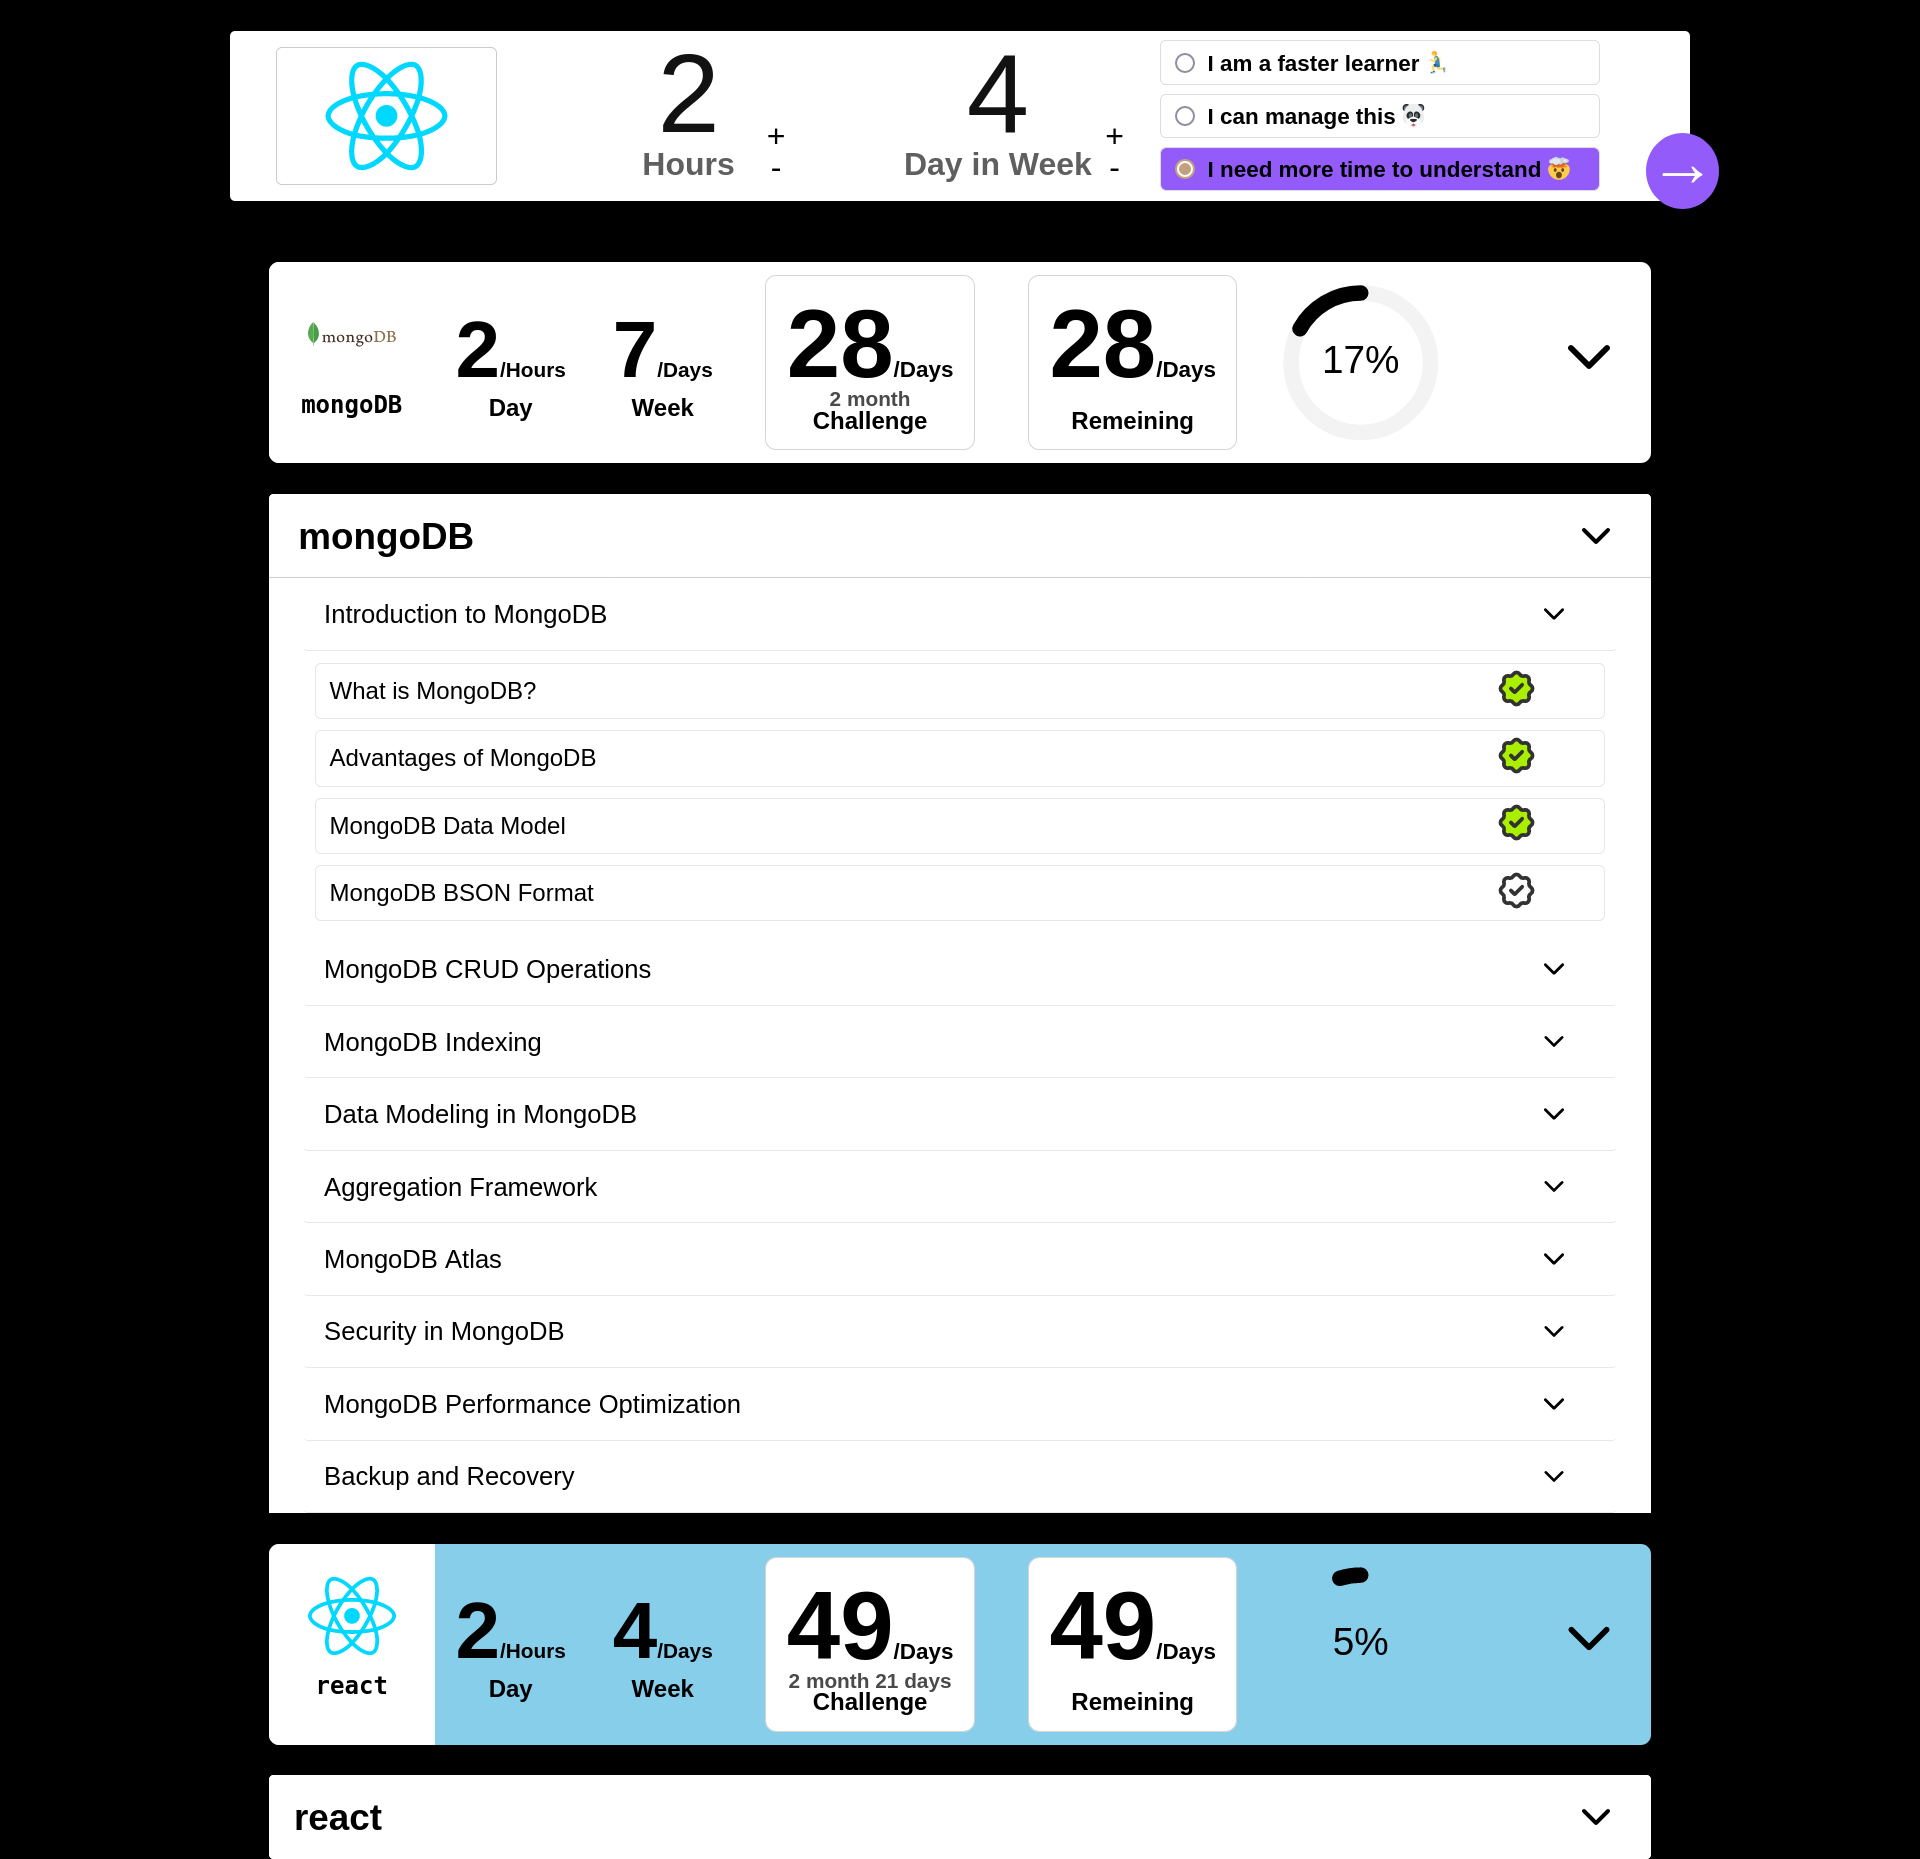 2
Hours
+
-
4
Day in Week
+
-
I am a faster learner 🏃‍♂️
I can manage this 🐼
I need more time to understand 🤯
→
mongoDB
mongoDB
2/Hours
Day
7/Days
Week
28/Days
2 month
Challenge
28/Days
Remeining
17%
mongoDB
Introduction to MongoDB
What is MongoDB?
Advantages of MongoDB
MongoDB Data Model
MongoDB BSON Format
MongoDB CRUD Operations
MongoDB Indexing
Data Modeling in MongoDB
Aggregation Framework
MongoDB Atlas
Security in MongoDB
MongoDB Performance Optimization
Backup and Recovery
react
2/Hours
Day
4/Days
Week
49/Days
2 month 21 days
Challenge
49/Days
Remeining
5%
react